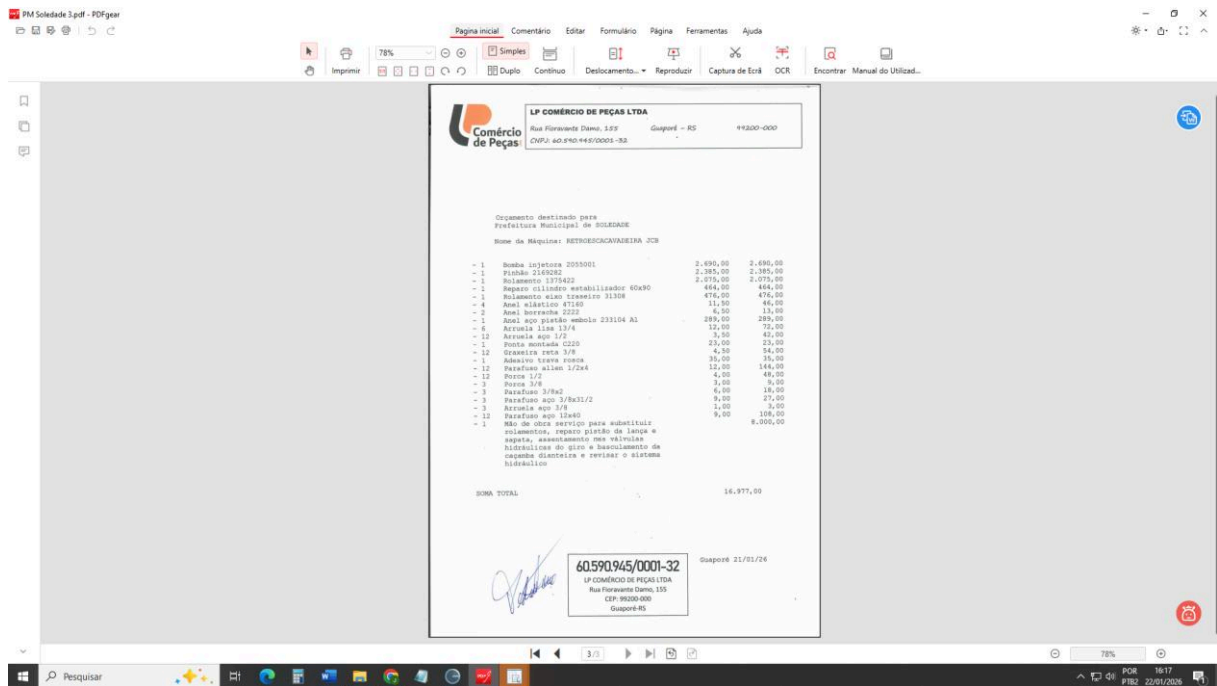 PM Soledade 3.pdf - PDFgear
Pagina inicial Comentário Editar Formulário Página Ferramentas Ajuda
78% Simples
Imprimir Duplo Contínuo Deslocamento... Reproduzir Captura de Ecrã OCR Encontrar Manual do Utilizad...
LP Comércio de Peças
LP COMÉRCIO DE PEÇAS LTDA
Rua Fioravante Damo, 155 Guaporé - RS 99200-000
CNPJ: 60.590.945/0001-32
Orçamento destinado para
Prefeitura Municipal de SOLEDADE
Nome da Máquina: RETROESCACAVADEIRA JCB
- 1 Bomba injetora 2055001 2.690,00 2.690,00
- 1 Pinhão 2169282 2.385,00 2.385,00
- 1 Rolamento 1375422 2.075,00 2.075,00
- 1 Reparo cilindro estabilizador 60x90 464,00 464,00
- 1 Rolamento eixo traseiro 31308 476,00 476,00
- 4 Anel elástico 47160 11,50 46,00
- 2 Anel borracha 2222 6,50 13,00
- 1 Anel aço pistão embolo 233104 A1 289,00 289,00
- 6 Arruela lisa 13/4 12,00 72,00
- 12 Arruela aço 1/2 3,50 42,00
- 1 Ponta montada C220 23,00 23,00
- 12 Graxeira reta 3/8 4,50 54,00
- 1 Adesivo trava rosca 35,00 35,00
- 12 Parafuso allen 1/2x4 12,00 144,00
- 12 Porca 1/2 4,00 48,00
- 3 Porca 3/8 3,00 9,00
- 3 Parafuso 3/8x2 6,00 18,00
- 3 Parafuso aço 3/8x31/2 9,00 27,00
- 3 Arruela aço 3/8 1,00 3,00
- 12 Parafuso aço 12x60 9,00 108,00
- 1 Mão de obra serviço para substituir 8.000,00
rolamentos, reparo pistão da lança e
sapata, assentamento nes válvulas
hidráulicas do giro e basculamento da
caçamba dianteira e revisar o sistema
hidráulico
SOMA TOTAL 16.977,00
Guaporé 21/01/26
60.590.945/0001-32
LP COMÉRCIO DE PEÇAS LTDA
Rua Fioravante Damo, 155
CEP: 99200-000
Guaporé-RS
3/3 78%
Pesquisar
POR 16:17
PTB2 22/01/2026